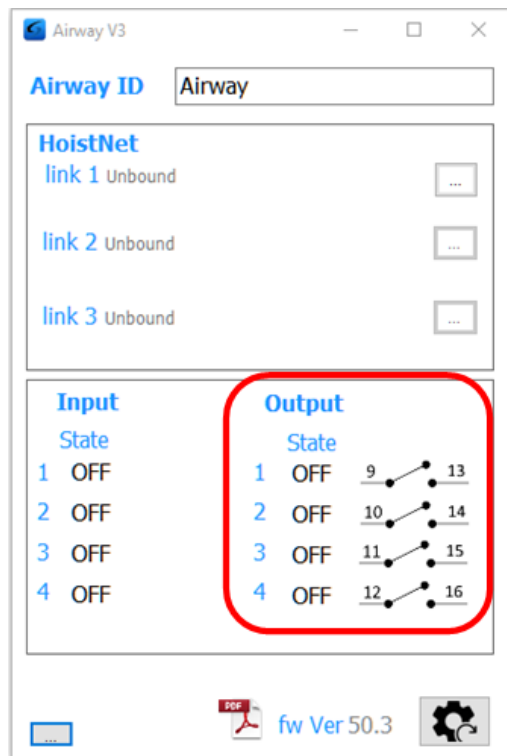 Airway V3
Airway ID Airway
HoistNet
link 1 Unbound ...
link 2 Unbound ...
link 3 Unbound ...
Input Output
State State
1 OFF 1 OFF 9 13
2 OFF 2 OFF 10 14
3 OFF 3 OFF 11 15
4 OFF 4 OFF 12 16
... PDF fw Ver 50.3